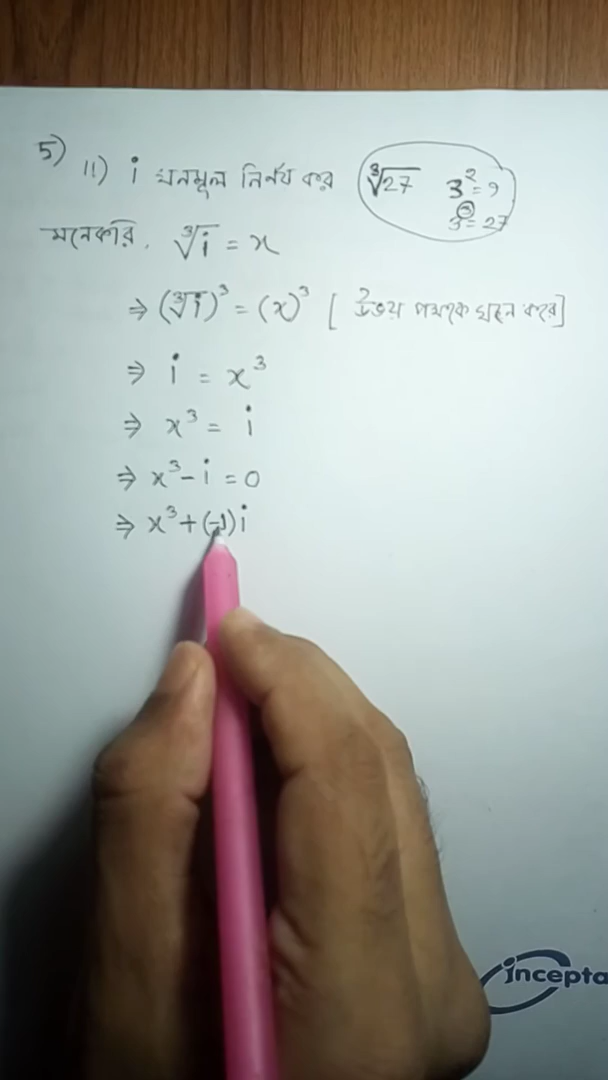 5) ii) i ঘনমূল নির্ণয় কর
∛27 3² = 9
3³ = 27
মনেকরি, ∛i = x
⇒ (∛i)³ = (x)³ [উভয় পক্ষকে ঘন করে]
⇒ i = x³
⇒ x³ = i
⇒ x³ - i = 0
⇒ x³ + (-1)i
incepta